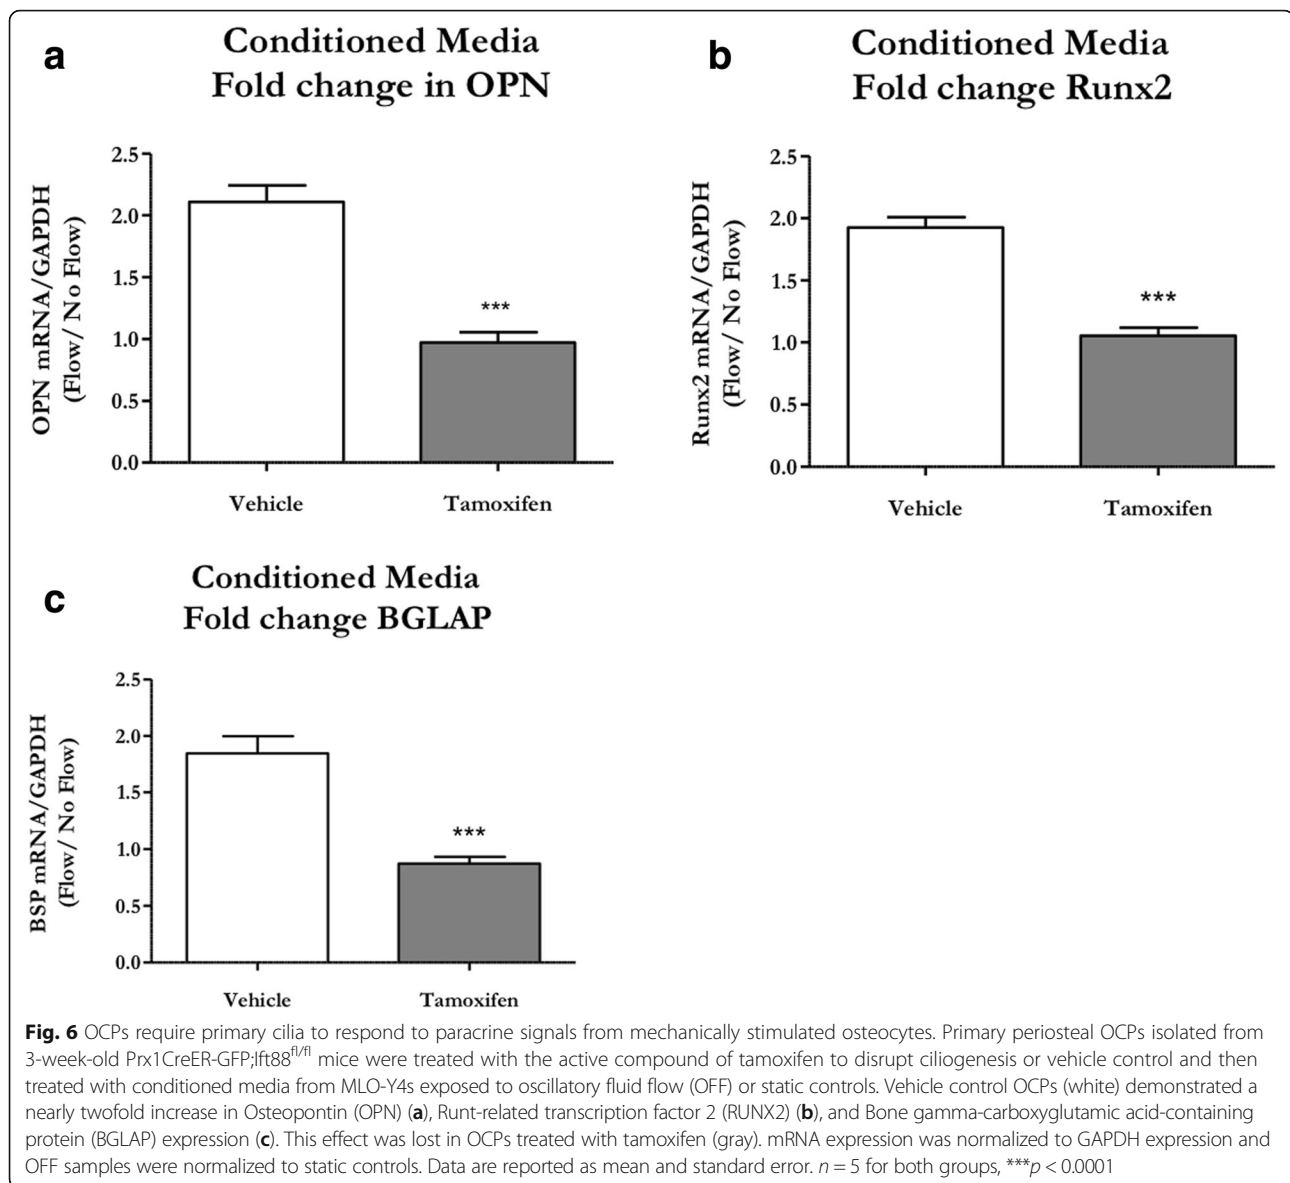 a
Conditioned Media
Fold change in OPN
OPN mRNA/GAPDH
(Flow/ No Flow)
2.5
2.0
1.5
1.0
0.5
0.0
***
Vehicle
Tamoxifen
b
Conditioned Media
Fold change Runx2
Runx2 mRNA/GAPDH
(Flow/ No Flow)
2.5
2.0
1.5
1.0
0.5
0.0
***
Vehicle
Tamoxifen
c
Conditioned Media
Fold change BGLAP
BSP mRNA/GAPDH
(Flow/ No Flow)
2.5
2.0
1.5
1.0
0.5
0.0
***
Vehicle
Tamoxifen
Fig. 6 OCPs require primary cilia to respond to paracrine signals from mechanically stimulated osteocytes. Primary periosteal OCPs isolated from
3-week-old Prx1CreER-GFP;Ift88fl/fl mice were treated with the active compound of tamoxifen to disrupt ciliogenesis or vehicle control and then
treated with conditioned media from MLO-Y4s exposed to oscillatory fluid flow (OFF) or static controls. Vehicle control OCPs (white) demonstrated a
nearly twofold increase in Osteopontin (OPN) (a), Runt-related transcription factor 2 (RUNX2) (b), and Bone gamma-carboxyglutamic acid-containing
protein (BGLAP) expression (c). This effect was lost in OCPs treated with tamoxifen (gray). mRNA expression was normalized to GAPDH expression and
OFF samples were normalized to static controls. Data are reported as mean and standard error. n = 5 for both groups, ***p < 0.0001